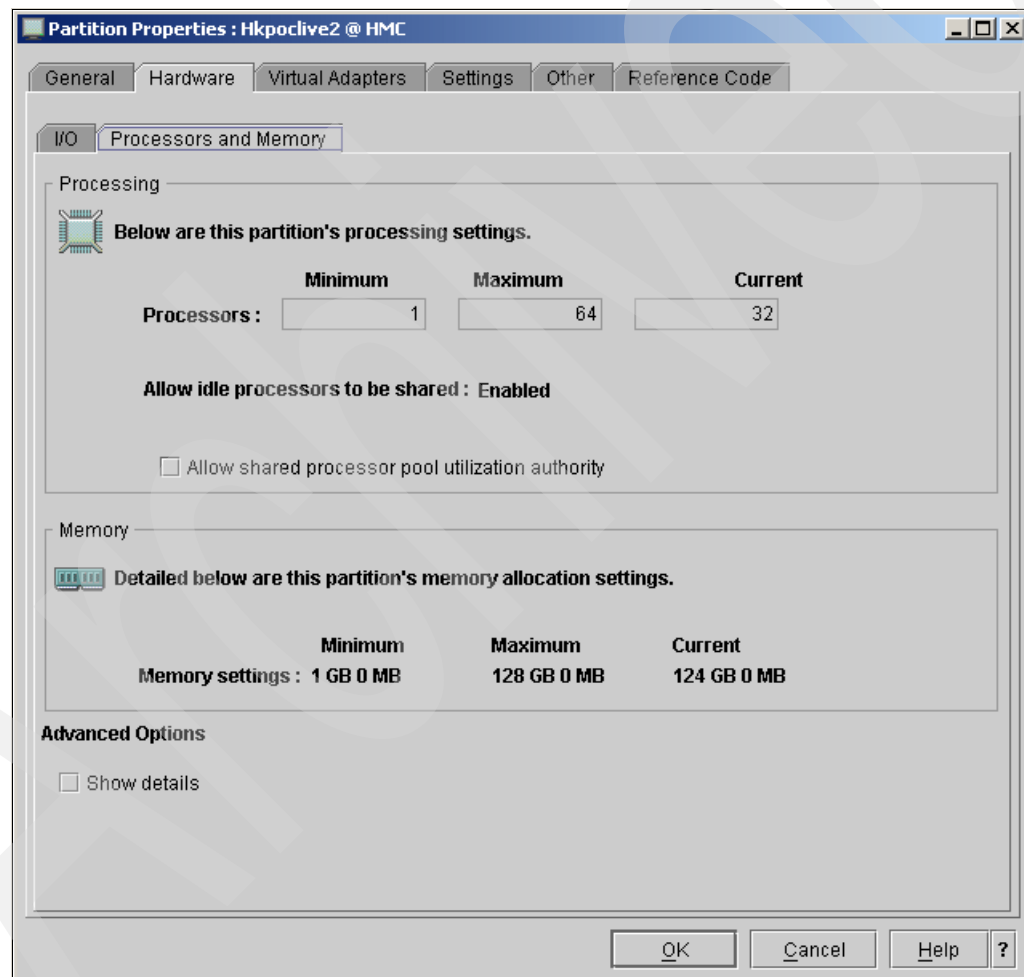 Partition Properties : Hkpoclive2 @ HMC
General Hardware Virtual Adapters Settings Other Reference Code
I/O Processors and Memory
Processing
Below are this partition's processing settings.
Minimum Maximum Current
Processors : 1 64 32
Allow idle processors to be shared : Enabled
Allow shared processor pool utilization authority
Memory
Detailed below are this partition's memory allocation settings.
Minimum Maximum Current
Memory settings : 1 GB 0 MB 128 GB 0 MB 124 GB 0 MB
Advanced Options
Show details
OK Cancel Help ?